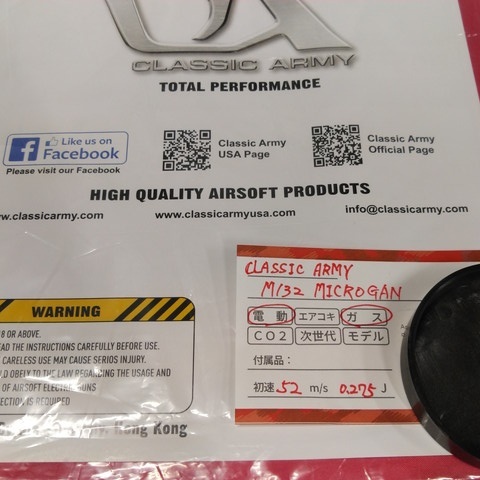 CLASSIC ARMY
TOTAL PERFORMANCE
Like us on
Facebook
Please visit our Facebook
Classic Army
USA Page
Classic Army
Official Page
HIGH QUALITY AIRSOFT PRODUCTS
www.classicarmy.com
www.classicarmyusa.com
info@classicarmy.com
WARNING
8 OR ABOVE.
EAD THE INSTRUCTIONS CAREFULLY BEFORE USE.
CARELESS USE MAY CAUSE SERIOS INJURY.
LD OBELY TO THE LAW REGARDING THE USAGE AND
OF AIRSOFT ELECTRIC GUNS
ECTION IS REQUIRED
Hong Kong
CLASSIC ARMY
M132 MICROGAN
電動 エアコキ ガス
CO2 次世代 モデル
付属品：
初速 52 m/s 0.275 J